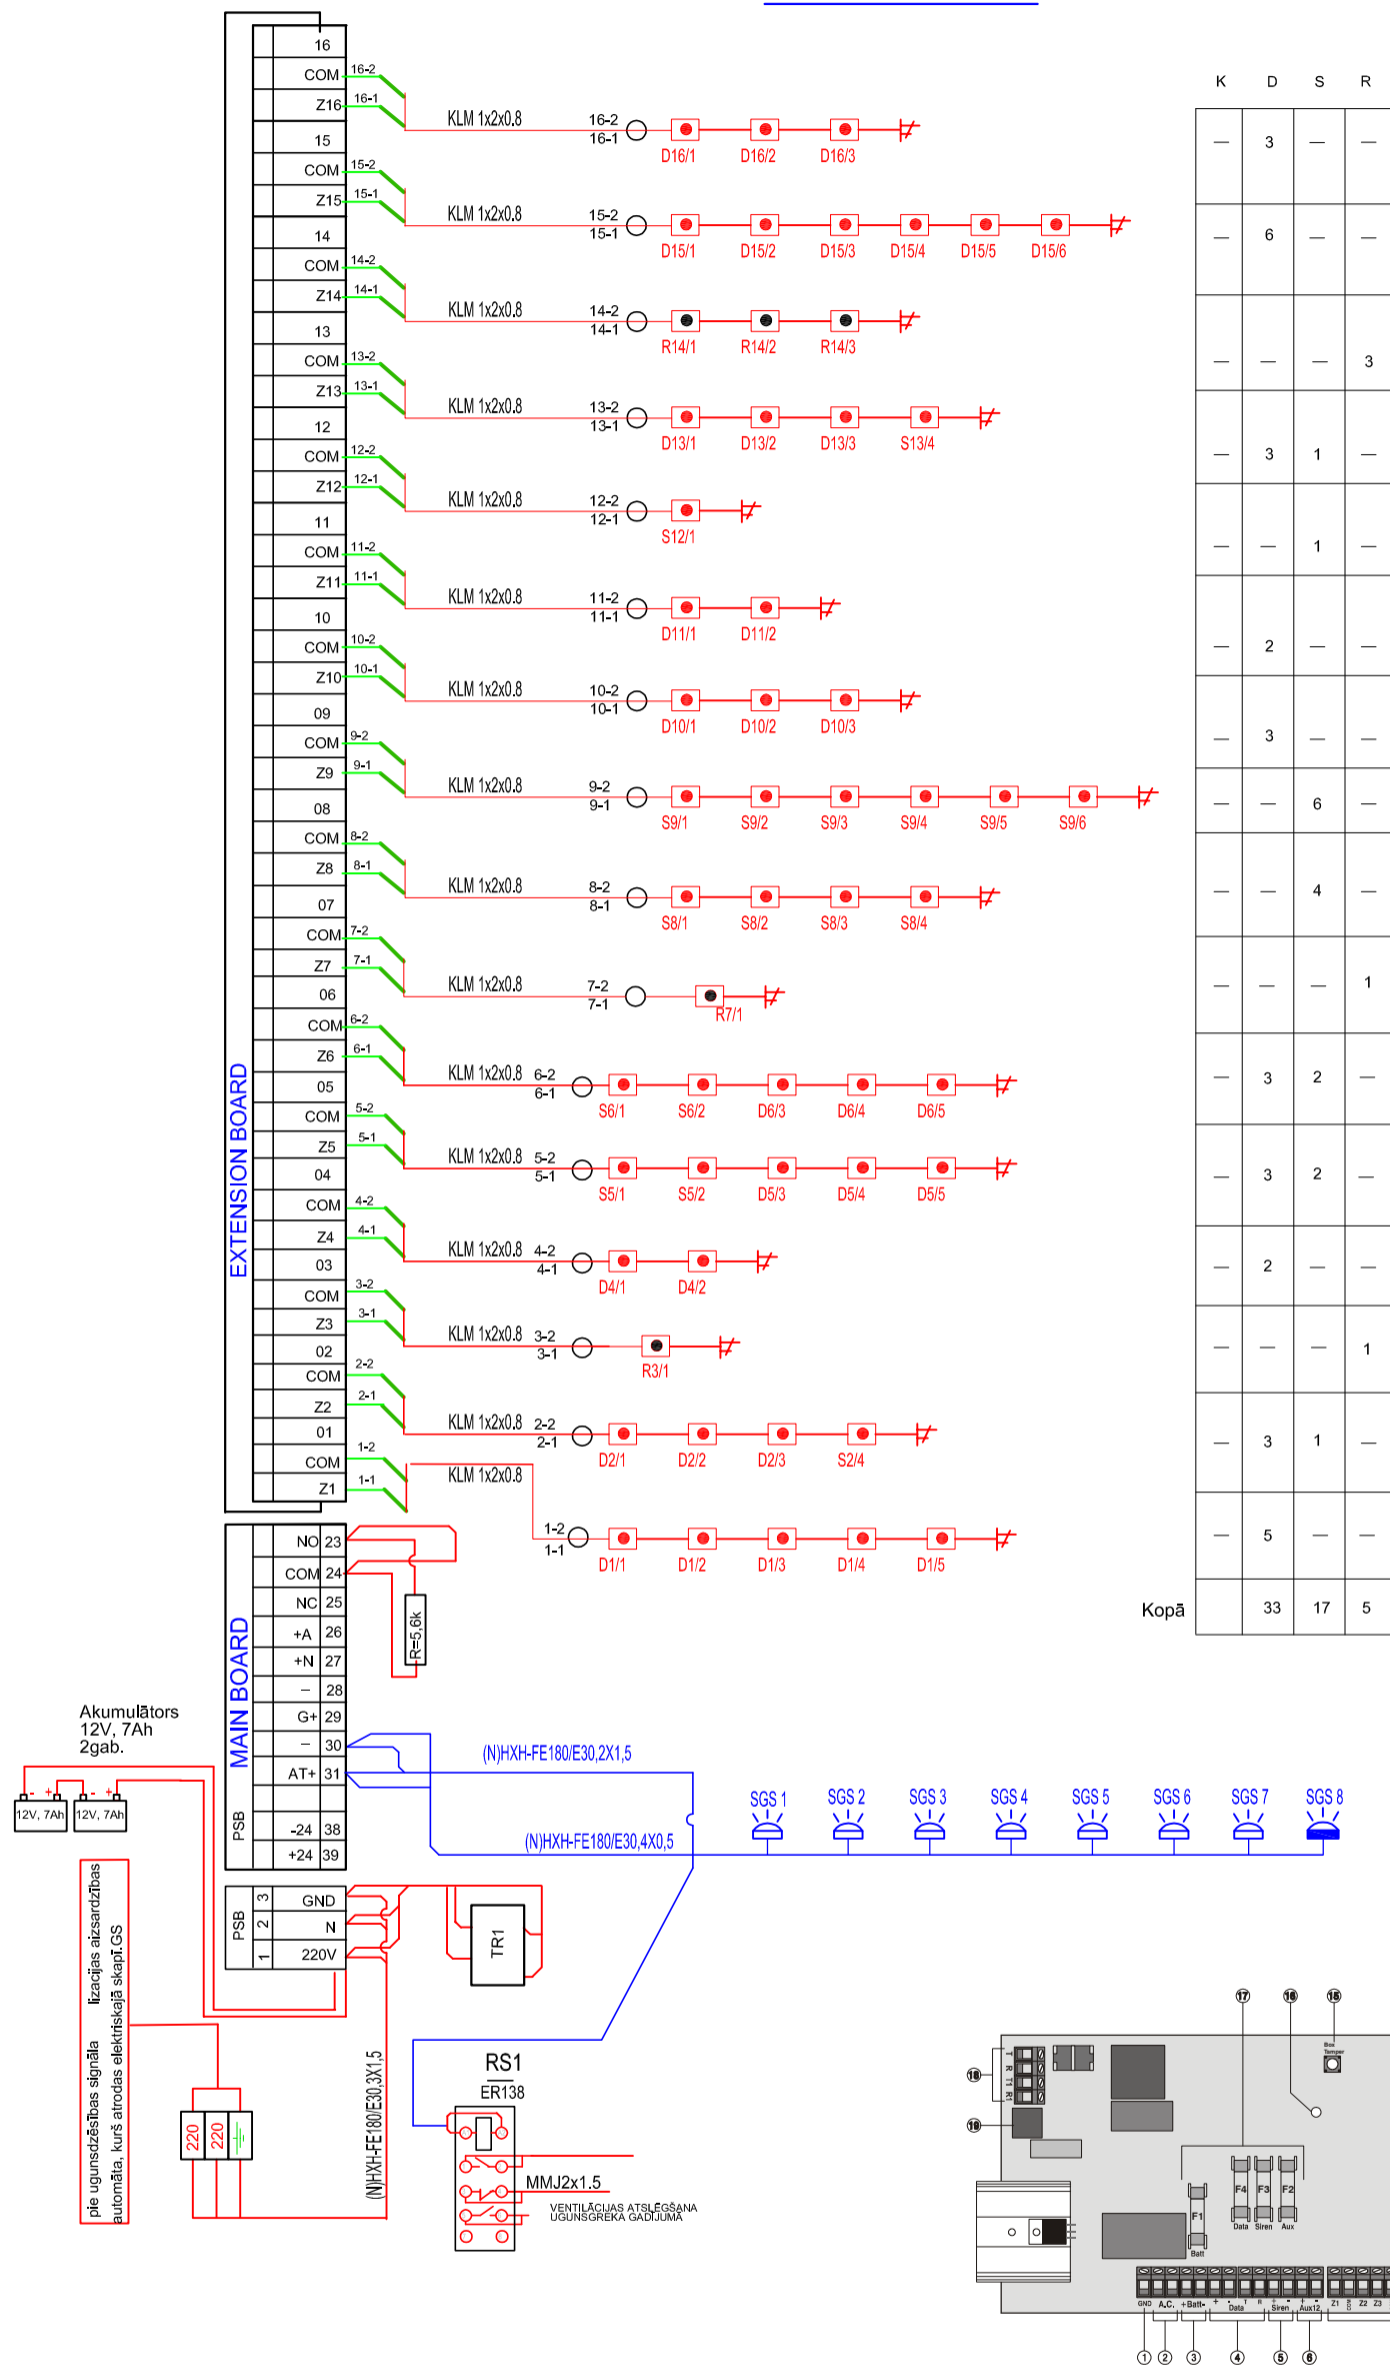 K D S R
16
COM 16-2
Z16 16-1
KLM 1x2x0.8
16-2
16-1
D16/1 D16/2 D16/3
— 3 — —
15
COM 15-2
Z15 15-1
KLM 1x2x0.8
15-2
15-1
D15/1 D15/2 D15/3 D15/4 D15/5 D15/6
— 6 — —
14
COM 14-2
Z14 14-1
KLM 1x2x0.8
14-2
14-1
R14/1 R14/2 R14/3
— — — 3
13
COM 13-2
Z13 13-1
KLM 1x2x0.8
13-2
13-1
D13/1 D13/2 D13/3 S13/4
— 3 1 —
12
COM 12-2
Z12 12-1
KLM 1x2x0.8
12-2
12-1
S12/1
— — 1 —
11
COM 11-2
Z11 11-1
KLM 1x2x0.8
11-2
11-1
D11/1 D11/2
— 2 — —
10
COM 10-2
Z10 10-1
KLM 1x2x0.8
10-2
10-1
D10/1 D10/2 D10/3
— 3 — —
09
COM 9-2
Z9 9-1
KLM 1x2x0.8
9-2
9-1
S9/1 S9/2 S9/3 S9/4 S9/5 S9/6
— — 6 —
08
COM 8-2
Z8 8-1
KLM 1x2x0.8
8-2
8-1
S8/1 S8/2 S8/3 S8/4
— — 4 —
07
COM 7-2
Z7 7-1
KLM 1x2x0.8
7-2
7-1
R7/1
— — — 1
06
COM 6-2
Z6 6-1
KLM 1x2x0.8
6-2
6-1
S6/1 S6/2 D6/3 D6/4 D6/5
— 3 2 —
05
COM 5-2
Z5 5-1
KLM 1x2x0.8
5-2
5-1
S5/1 S5/2 D5/3 D5/4 D5/5
— 3 2 —
04
COM 4-2
Z4 4-1
KLM 1x2x0.8
4-2
4-1
D4/1 D4/2
— 2 — —
03
COM 3-2
Z3 3-1
KLM 1x2x0.8
3-2
3-1
R3/1
— — — 1
02
COM 2-2
Z2 2-1
KLM 1x2x0.8
2-2
2-1
D2/1 D2/2 D2/3 S2/4
— 3 1 —
01
COM 1-2
Z1 1-1
KLM 1x2x0.8
1-2
1-1
D1/1 D1/2 D1/3 D1/4 D1/5
— 5 — —
Kopā 33 17 5
EXTENSION BOARD
MAIN BOARD
NO 23
COM 24
NC 25
+A 26
+N 27
– 28
G+ 29
– 30
AT+ 31
PSB
-24 38
+24 39
R=5,6k
Akumulātors
12V, 7Ah
2gab.
- + - +
12V, 7Ah 12V, 7Ah
(N)HXH-FE180/E30,2X1,5
(N)HXH-FE180/E30,4X0,5
SGS 1 SGS 2 SGS 3 SGS 4 SGS 5 SGS 6 SGS 7 SGS 8
PSB
3 GND
2 N
1 220V
TR1
pie ugunsdzēsības signāla lizacijas aizsardzības
automāta, kurš atrodas elektriskajā skapī.GS
220 220
(N)HXH-FE180/E30,3X1,5
RS1
ER138
MMJ2x1.5
VENTILĀCIJAS ATSLĒGŠANA
UGUNSGRĒKA GADĪJUMĀ
17 16 15
Box
Tamper
18
T
R
T1
R1
19
F4 F3 F2
Data Siren Aux
F1
Batt
GND A.C. +Batt- + - T R + - + -
Data Siren Aux12
Z1 COM Z2 Z3
1 2 3 4 5 6